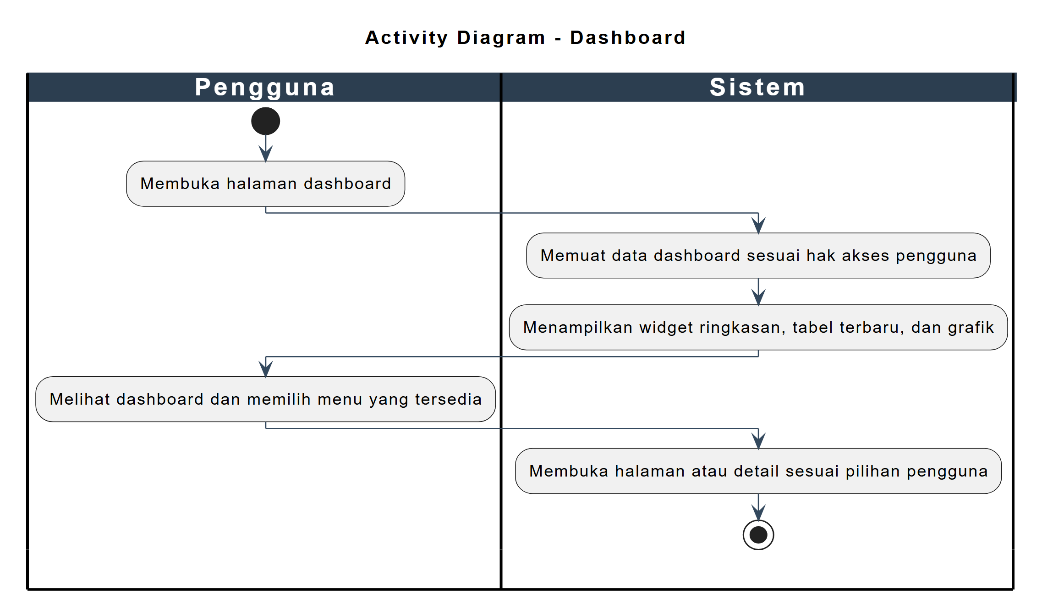 Activity Diagram - Dashboard
Pengguna
Sistem
Membuka halaman dashboard
Memuat data dashboard sesuai hak akses pengguna
Menampilkan widget ringkasan, tabel terbaru, dan grafik
Melihat dashboard dan memilih menu yang tersedia
Membuka halaman atau detail sesuai pilihan pengguna